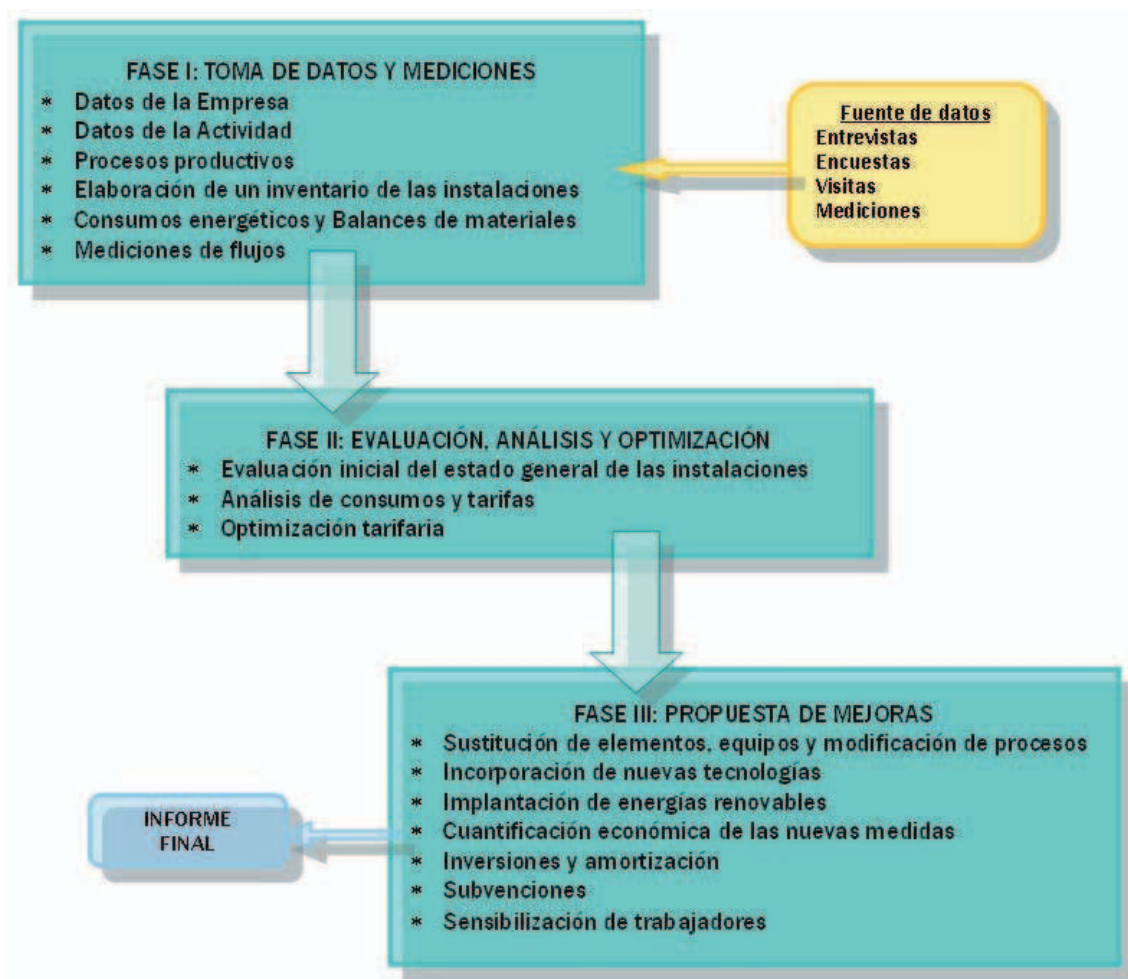 FASE I: TOMA DE DATOS Y MEDICIONES
* Datos de la Empresa
* Datos de la Actividad
* Procesos productivos
* Elaboración de un inventario de las instalaciones
* Consumos energéticos y Balances de materiales
* Mediciones de flujos
Fuente de datos
Entrevistas
Encuestas
Visitas
Mediciones
FASE II: EVALUACIÓN, ANÁLISIS Y OPTIMIZACIÓN
* Evaluación inicial del estado general de las instalaciones
* Análisis de consumos y tarifas
* Optimización tarifaria
FASE III: PROPUESTA DE MEJORAS
* Sustitución de elementos, equipos y modificación de procesos
* Incorporación de nuevas tecnologías
* Implantación de energías renovables
* Cuantificación económica de las nuevas medidas
* Inversiones y amortización
* Subvenciones
* Sensibilización de trabajadores
INFORME
FINAL